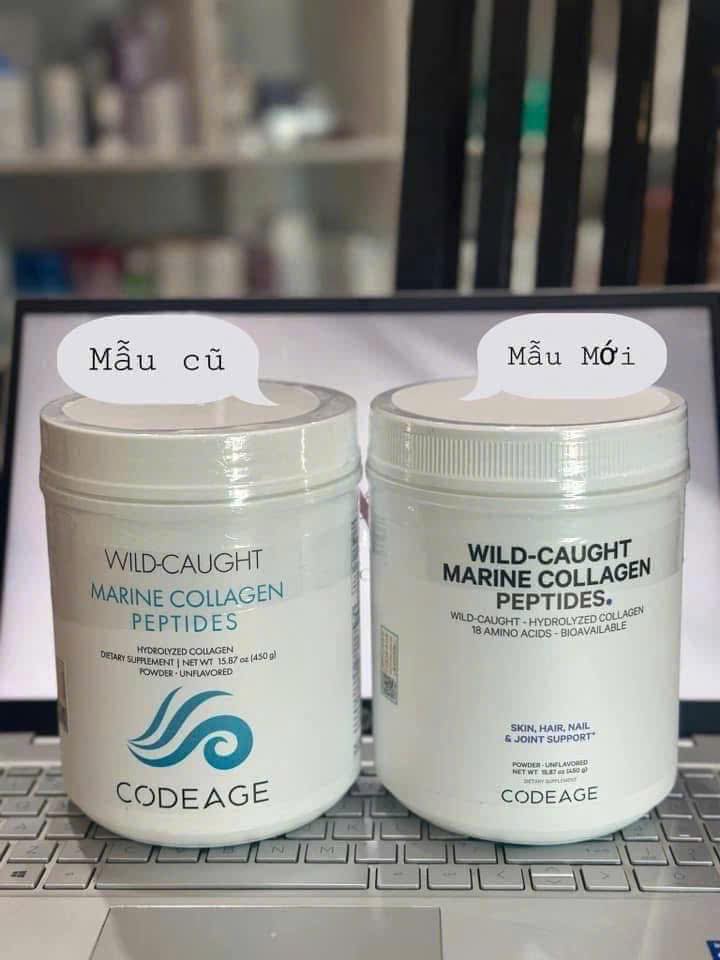 Mẫu cũ
Mẫu Mới
WILD-CAUGHT
MARINE COLLAGEN
PEPTIDES
HYDROLYZED COLLAGEN
DIETARY SUPPLEMENT | NET WT 15.87 oz (450 g)
POWDER · UNFLAVORED
CODEAGE
WILD-CAUGHT
MARINE COLLAGEN
PEPTIDES.
WILD-CAUGHT - HYDROLYZED COLLAGEN
18 AMINO ACIDS - BIOAVAILABLE
SKIN, HAIR, NAIL
& JOINT SUPPORT*
POWDER · UNFLAVORED
NET WT 15.87 oz (450 g)
DIETARY SUPPLEMENT
CODEAGE